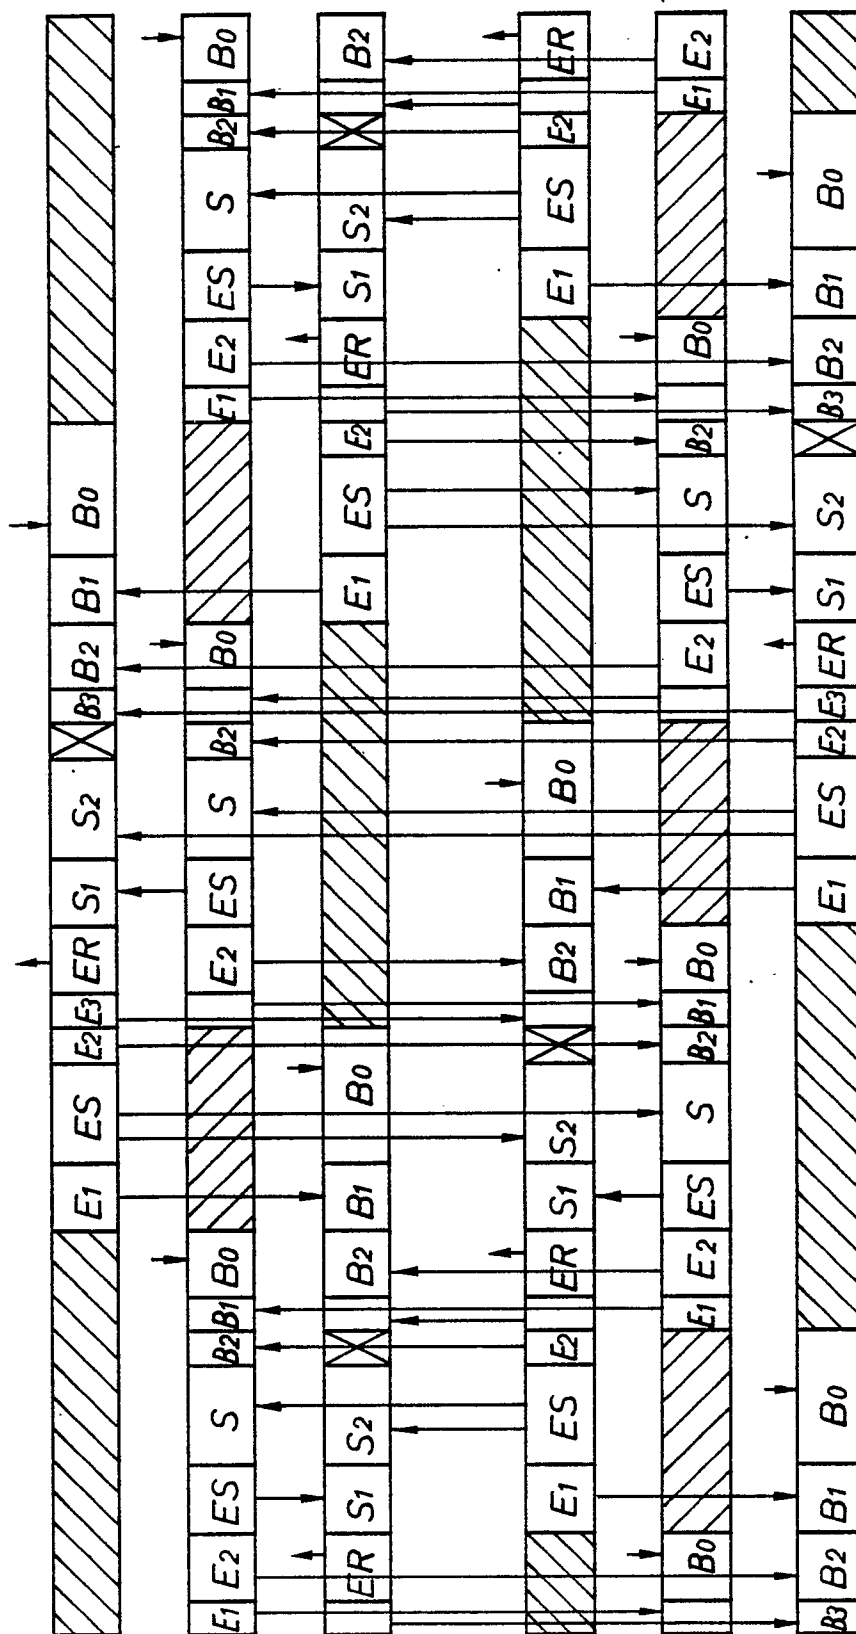 E1 ES E2 E3 ER S1 S2 B3 B2 B1 B0
E1 E2 ES S B2 B1 B0 E2 ES S B2 B0 E1 E2 ES S B2 B1 B0
ER S1 S2 B2 B1 B0 E1 ES E2 ER S1 S2 B2
E1 ES E2 ER S1 S2 B2 B1 B0 E1 ES E2 ER
B0 E1 E2 ES S B2 B1 B0 E2 ES S B2 B0 E1 E2
B3 B2 B1 B0 E1 ES E2 E3 ER S1 S2 B3 B2 B1 B0